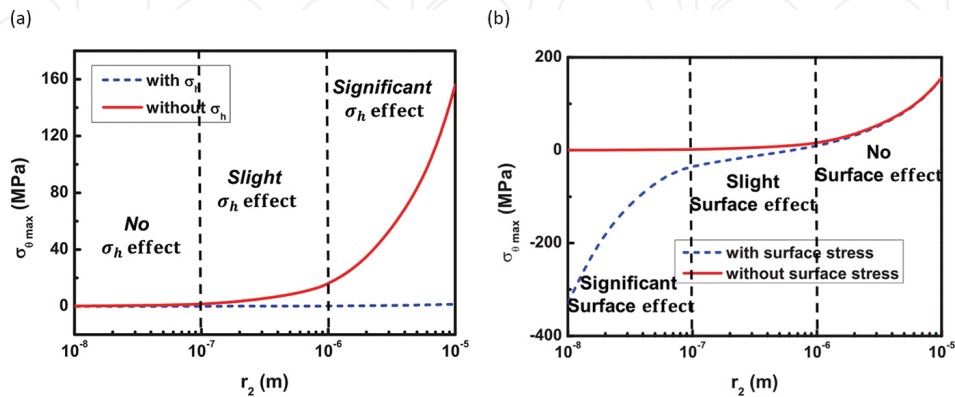 (a)
160
120
80
40
0
σθ max (MPa)
with σh
without σh
No
σh effect
Slight
σh effect
Significant
σh effect
10-8
10-7
10-6
10-5
r2 (m)
(b)
200
0
-200
-400
σθ max (MPa)
Significant
Surface effect
Slight
Surface effect
No
Surface effect
with surface stress
without surface stress
10-8
10-7
10-6
10-5
r2 (m)